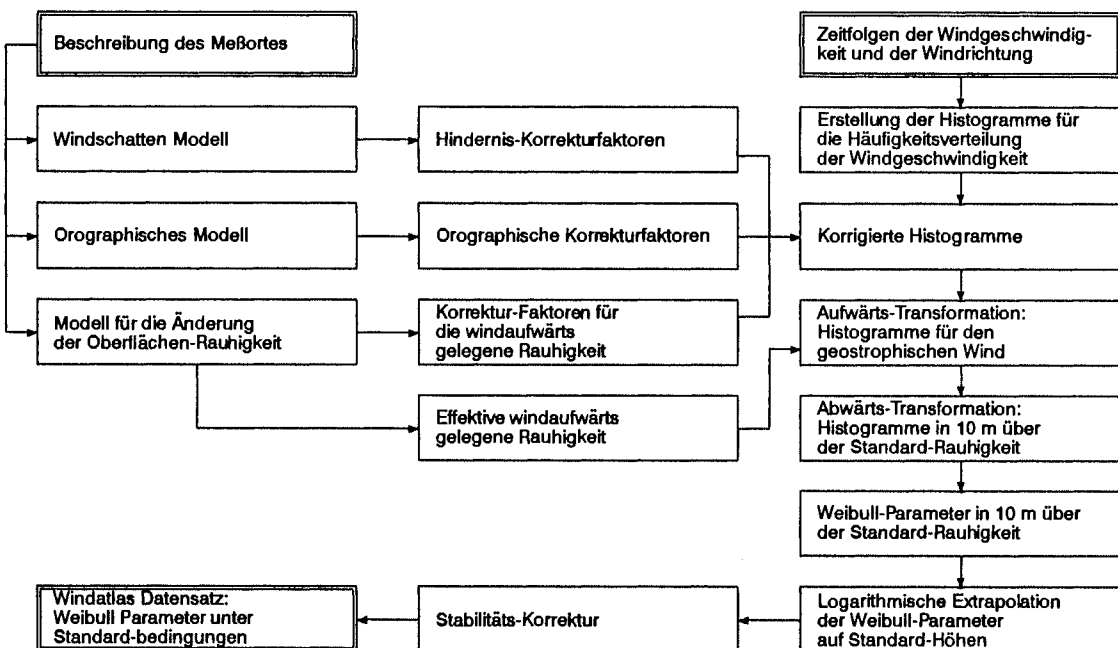 Beschreibung des Meßortes
Zeitfolgen der Windgeschwindig-
keit und der Windrichtung
Windschatten Modell
Hindernis-Korrekturfaktoren
Erstellung der Histogramme für
die Häufigkeitsverteilung
der Windgeschwindigkeit
Orographisches Modell
Orographische Korrekturfaktoren
Korrigierte Histogramme
Modell für die Änderung
der Oberflächen-Rauhigkeit
Korrektur-Faktoren für
die windaufwärts
gelegene Rauhigkeit
Aufwärts-Transformation:
Histogramme für den
geostrophischen Wind
Effektive windaufwärts
gelegene Rauhigkeit
Abwärts-Transformation:
Histogramme in 10 m über
der Standard-Rauhigkeit
Weibull-Parameter in 10 m über
der Standard-Rauhigkeit
Windatlas Datensatz:
Weibull Parameter unter
Standard-bedingungen
Stabilitäts-Korrektur
Logarithmische Extrapolation
der Weibull-Parameter
auf Standard-Höhen